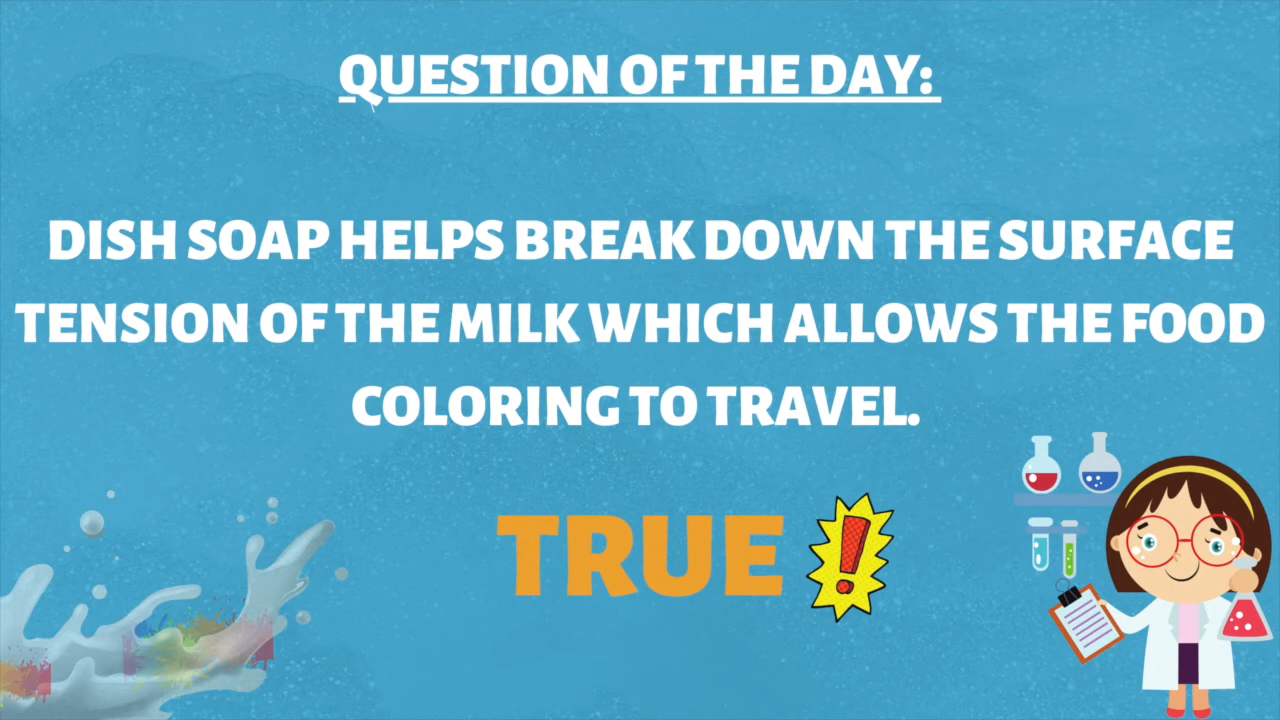 QUESTION OF THE DAY:
DISH SOAP HELPS BREAK DOWN THE SURFACE
TENSION OF THE MILK WHICH ALLOWS THE FOOD
COLORING TO TRAVEL.
TRUE!